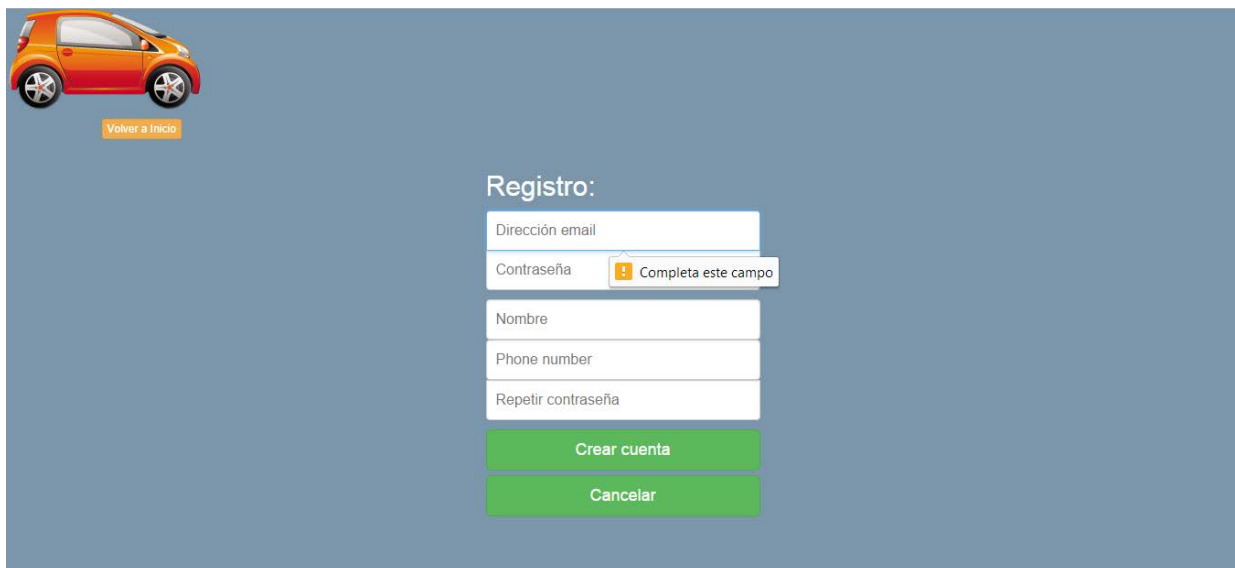 Volver a Inicio
Registro:
Dirección email
Contraseña
Completa este campo
Nombre
Phone number
Repetir contraseña
Crear cuenta
Cancelar